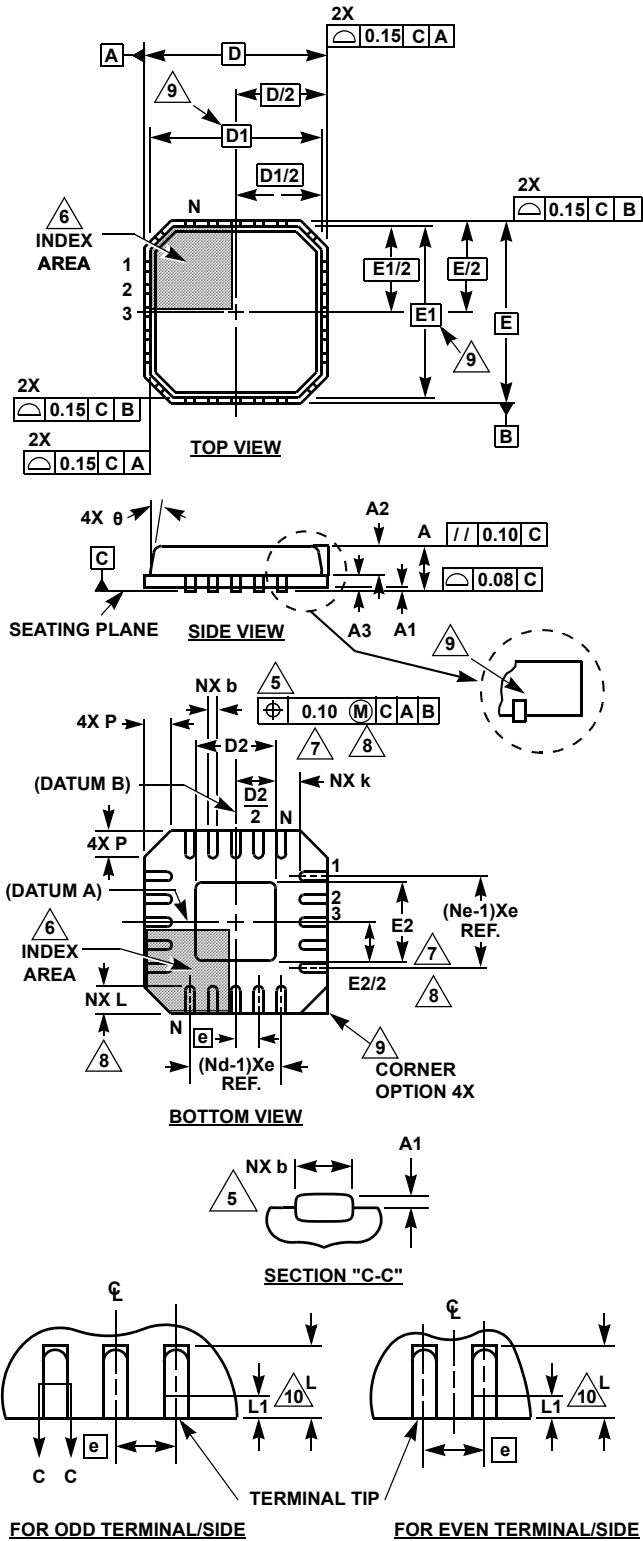 2X
⌓ 0.15 C A
A
D
D/2
9
D1
D1/2
2X
⌓ 0.15 C B
6
INDEX
AREA
N
1
2
3
E1/2
E/2
E1
E
9
2X
⌓ 0.15 C B
2X
⌓ 0.15 C A
B
TOP VIEW
4X θ
A2
A
// 0.10 C
C
⌓ 0.08 C
SEATING PLANE
SIDE VIEW
A3
A1
9
NX b
5
⌖ 0.10 Ⓜ C A B
4X P
D2
7
8
(DATUM B)
D2
2
N
NX k
4X P
1
2
3
(DATUM A)
(Ne-1)Xe
REF.
E2
6
INDEX
AREA
7
E2/2
8
NX L
8
N
e
(Nd-1)Xe
REF.
9
CORNER
OPTION 4X
BOTTOM VIEW
NX b
A1
5
SECTION "C-C"
℄
L
10
L1
C
C
e
℄
L
10
L1
e
TERMINAL TIP
FOR ODD TERMINAL/SIDE
FOR EVEN TERMINAL/SIDE